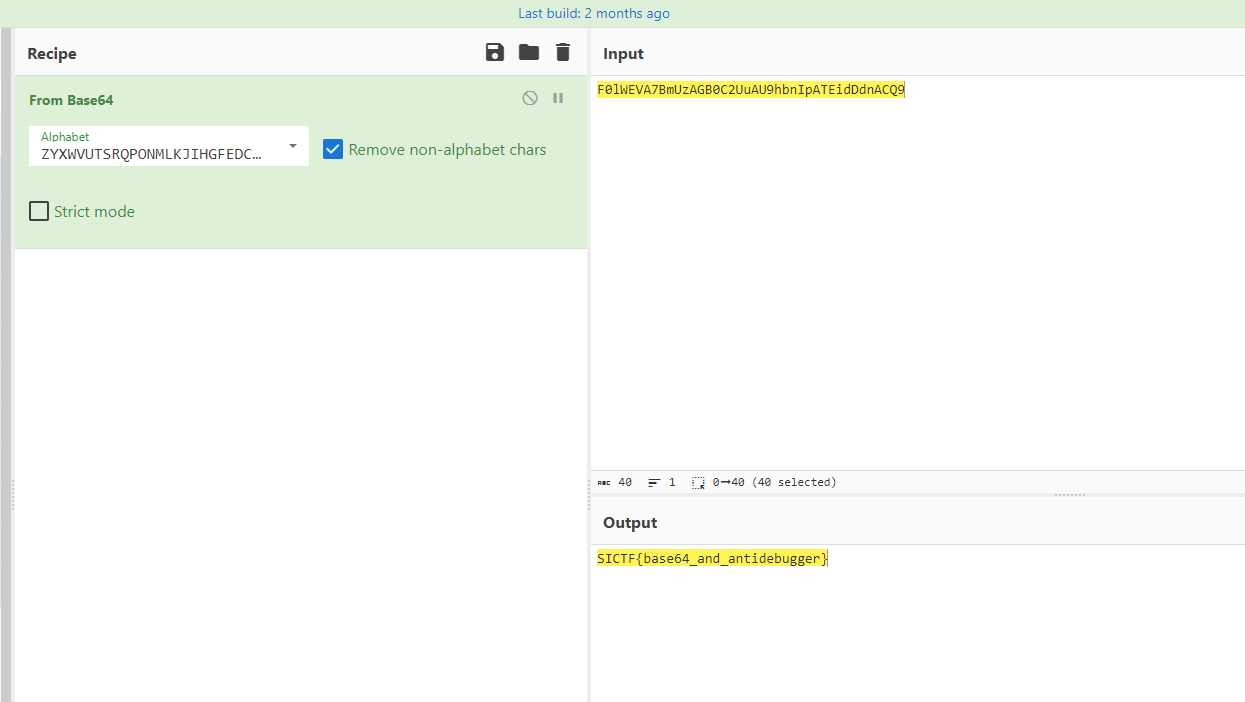 Last build: 2 months ago
Recipe
Input
From Base64
Alphabet
ZYXWVUTSRQPONMLKJIHGFEDC...
Remove non-alphabet chars
Strict mode
F0lWEVA7BmUzAGB0C2UuAU9hbnIpATEidDdnACQ9
ABC 40 1 0→40 (40 selected)
Output
SICTF{base64_and_antidebugger}